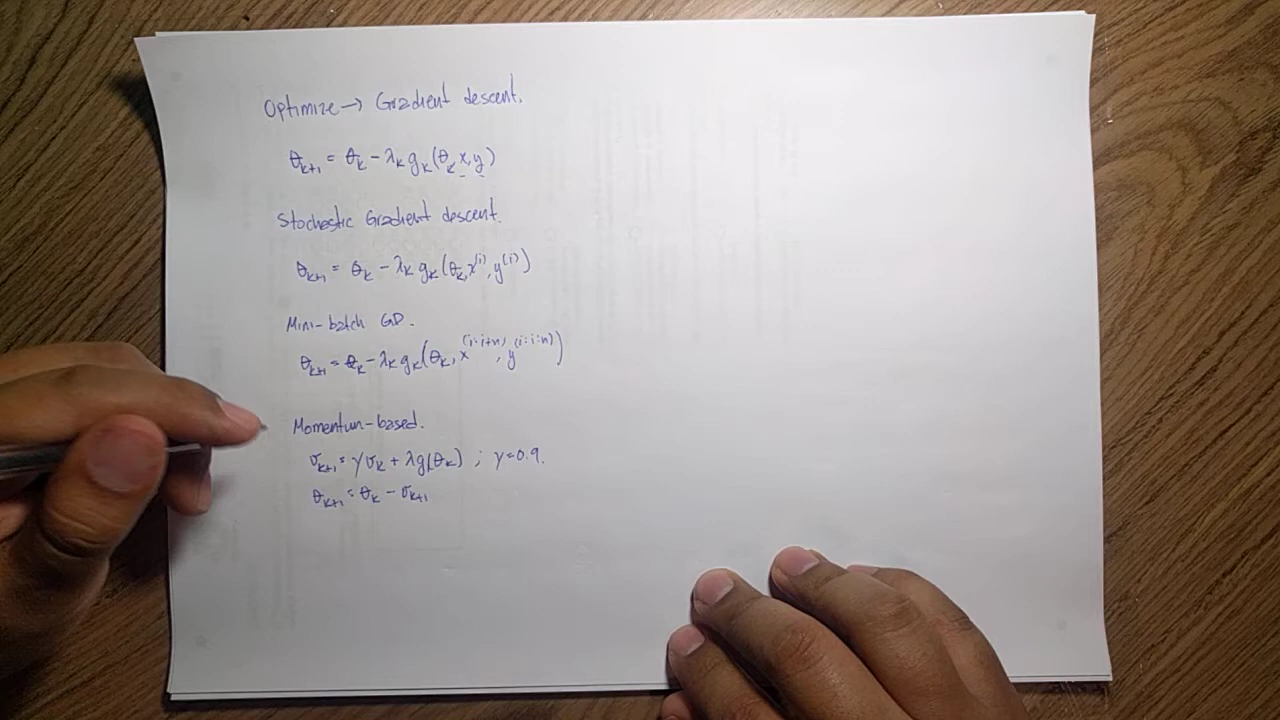 Optimize → Gradient descent.
θₖ₊₁ = θₖ − λₖ gₖ(θₖ x, y)
Stochastic Gradient descent.
θₖ₊₁ = θₖ − λₖ gₖ(θₖ, x⁽ⁱ⁾, y⁽ⁱ⁾)
Mini-batch GD.
θₖ₊₁ = θₖ − λₖ gₖ(θₖ, x^(i:i+n), y^(i:i:n))
Momentum-based.
vₖ₊₁ = γvₖ + λg(θₖ) ; γ=0.9.
θₖ₊₁ = θₖ − vₖ₊₁